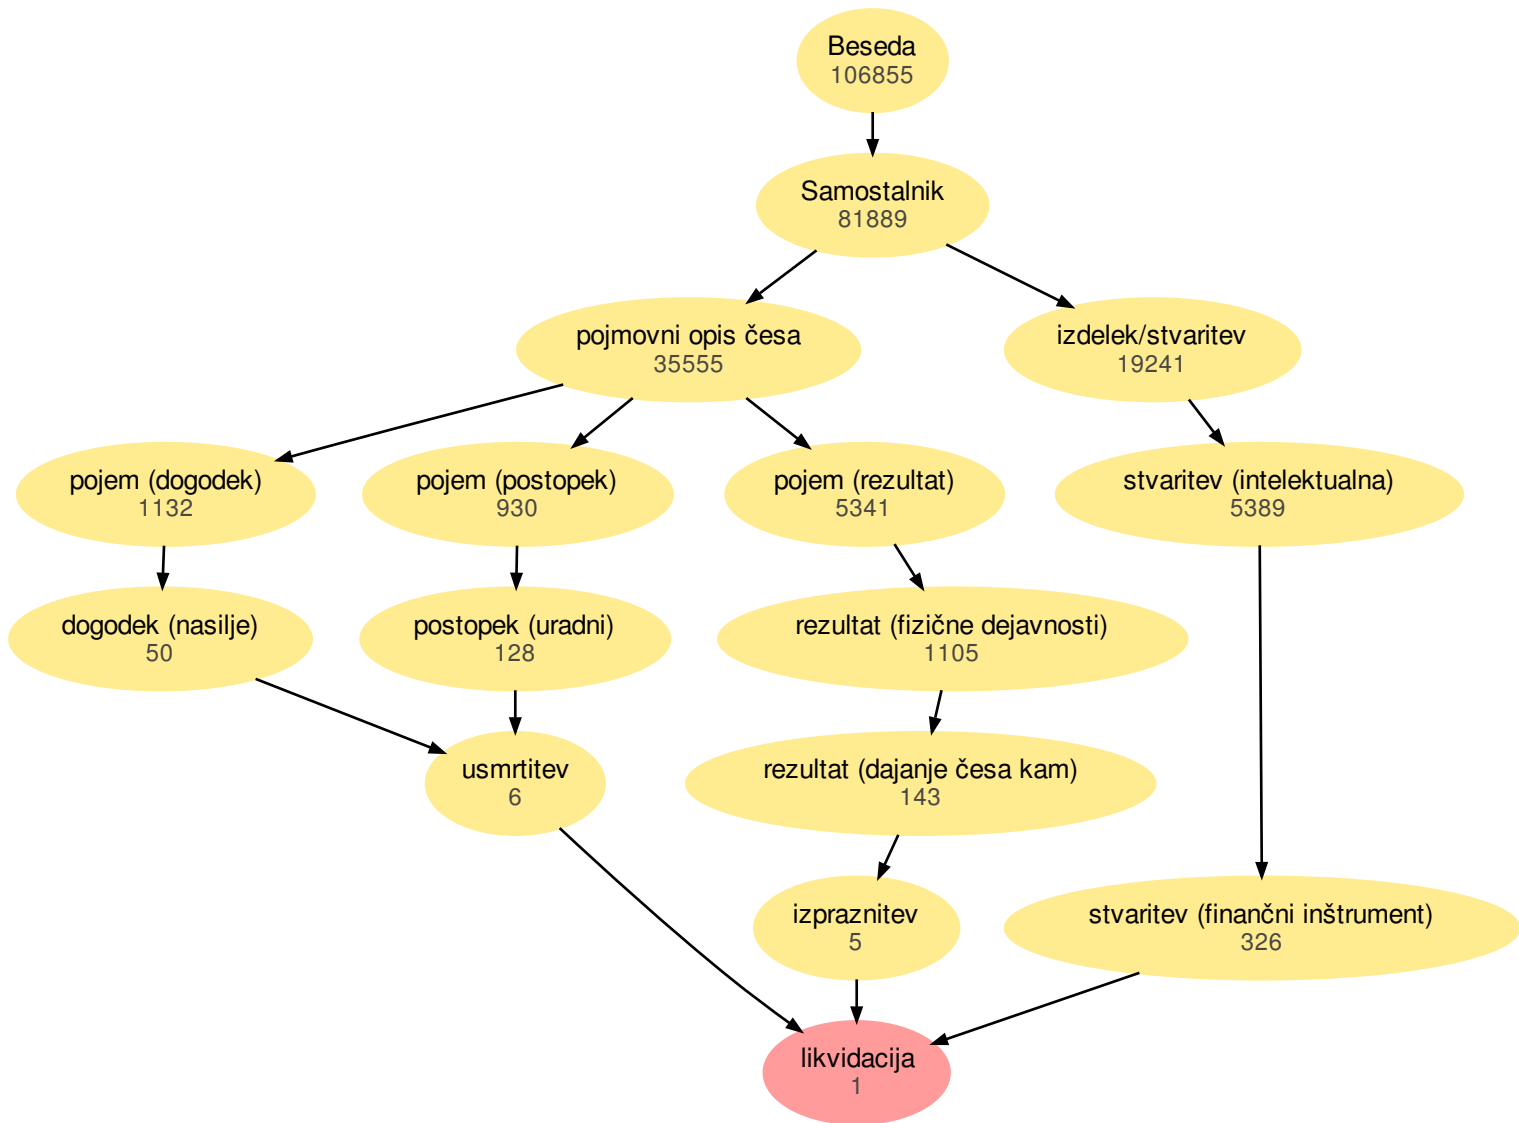 Beseda
106855
Samostalnik
81889
pojmovni opis česa
35555
izdelek/stvaritev
19241
pojem (dogodek)
1132
pojem (postopek)
930
pojem (rezultat)
5341
stvaritev (intelektualna)
5389
dogodek (nasilje)
50
postopek (uradni)
128
rezultat (fizične dejavnosti)
1105
usmrtitev
6
rezultat (dajanje česa kam)
143
izpraznitev
5
stvaritev (finančni inštrument)
326
likvidacija
1